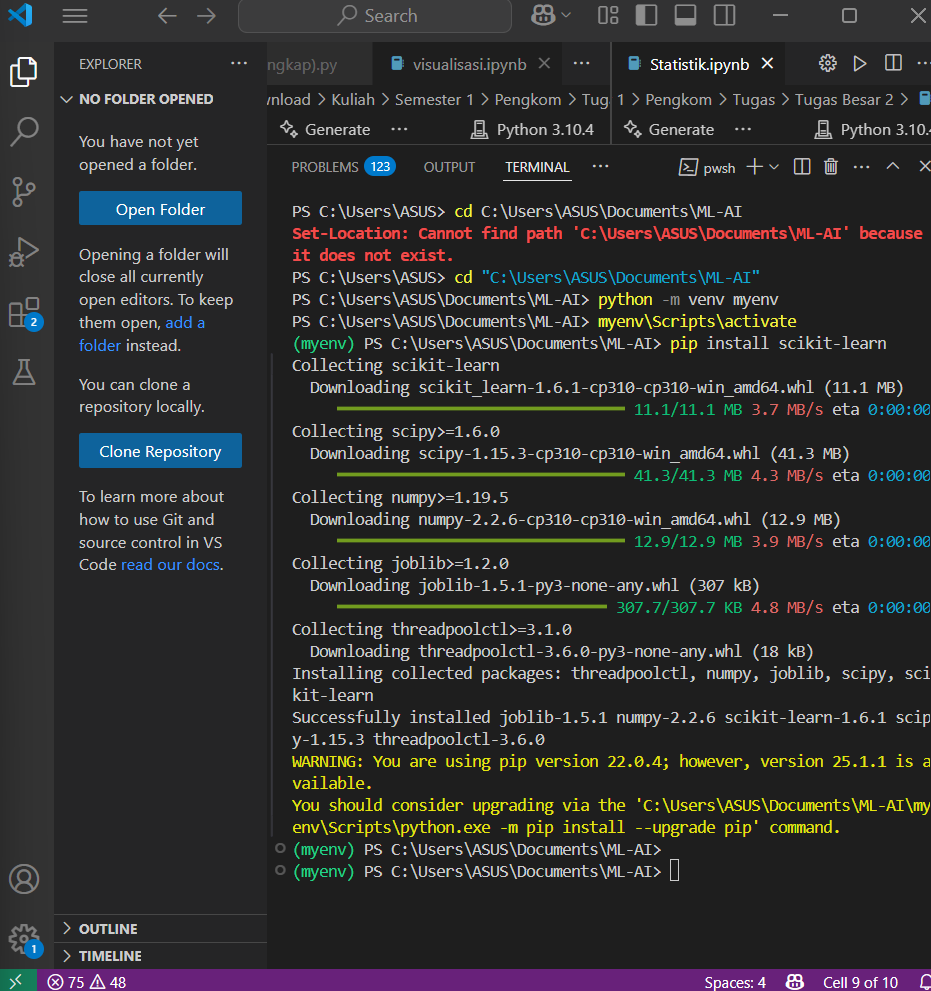 Search
EXPLORER
NO FOLDER OPENED
You have not yet
opened a folder.
Open Folder
Opening a folder will
close all currently
open editors. To keep
them open, add a
folder instead.
You can clone a
repository locally.
Clone Repository
To learn more about
how to use Git and
source control in VS
Code read our docs.
OUTLINE
TIMELINE
2
1
ngkap).py
visualisasi.ipynb
Statistik.ipynb
wnload > Kuliah > Semester 1 > Pengkom > Tug
1 > Pengkom > Tugas > Tugas Besar 2 >
Generate ... Python 3.10.4
Generate ... Python 3.10.
PROBLEMS 123 OUTPUT TERMINAL ... pwsh
PS C:\Users\ASUS> cd C:\Users\ASUS\Documents\ML-AI
Set-Location: Cannot find path 'C:\Users\ASUS\Documents\ML-AI' because
it does not exist.
PS C:\Users\ASUS> cd "C:\Users\ASUS\Documents\ML-AI"
PS C:\Users\ASUS\Documents\ML-AI> python -m venv myenv
PS C:\Users\ASUS\Documents\ML-AI> myenv\Scripts\activate
(myenv) PS C:\Users\ASUS\Documents\ML-AI> pip install scikit-learn
Collecting scikit-learn
Downloading scikit_learn-1.6.1-cp310-cp310-win_amd64.whl (11.1 MB)
11.1/11.1 MB 3.7 MB/s eta 0:00:00
Collecting scipy>=1.6.0
Downloading scipy-1.15.3-cp310-cp310-win_amd64.whl (41.3 MB)
41.3/41.3 MB 4.3 MB/s eta 0:00:00
Collecting numpy>=1.19.5
Downloading numpy-2.2.6-cp310-cp310-win_amd64.whl (12.9 MB)
12.9/12.9 MB 3.9 MB/s eta 0:00:00
Collecting joblib>=1.2.0
Downloading joblib-1.5.1-py3-none-any.whl (307 kB)
307.7/307.7 KB 4.8 MB/s eta 0:00:00
Collecting threadpoolctl>=3.1.0
Downloading threadpoolctl-3.6.0-py3-none-any.whl (18 kB)
Installing collected packages: threadpoolctl, numpy, joblib, scipy, sci
kit-learn
Successfully installed joblib-1.5.1 numpy-2.2.6 scikit-learn-1.6.1 scip
y-1.15.3 threadpoolctl-3.6.0
WARNING: You are using pip version 22.0.4; however, version 25.1.1 is a
vailable.
You should consider upgrading via the 'C:\Users\ASUS\Documents\ML-AI\my
env\Scripts\python.exe -m pip install --upgrade pip' command.
(myenv) PS C:\Users\ASUS\Documents\ML-AI>
(myenv) PS C:\Users\ASUS\Documents\ML-AI>
75 48 Spaces: 4 Cell 9 of 10